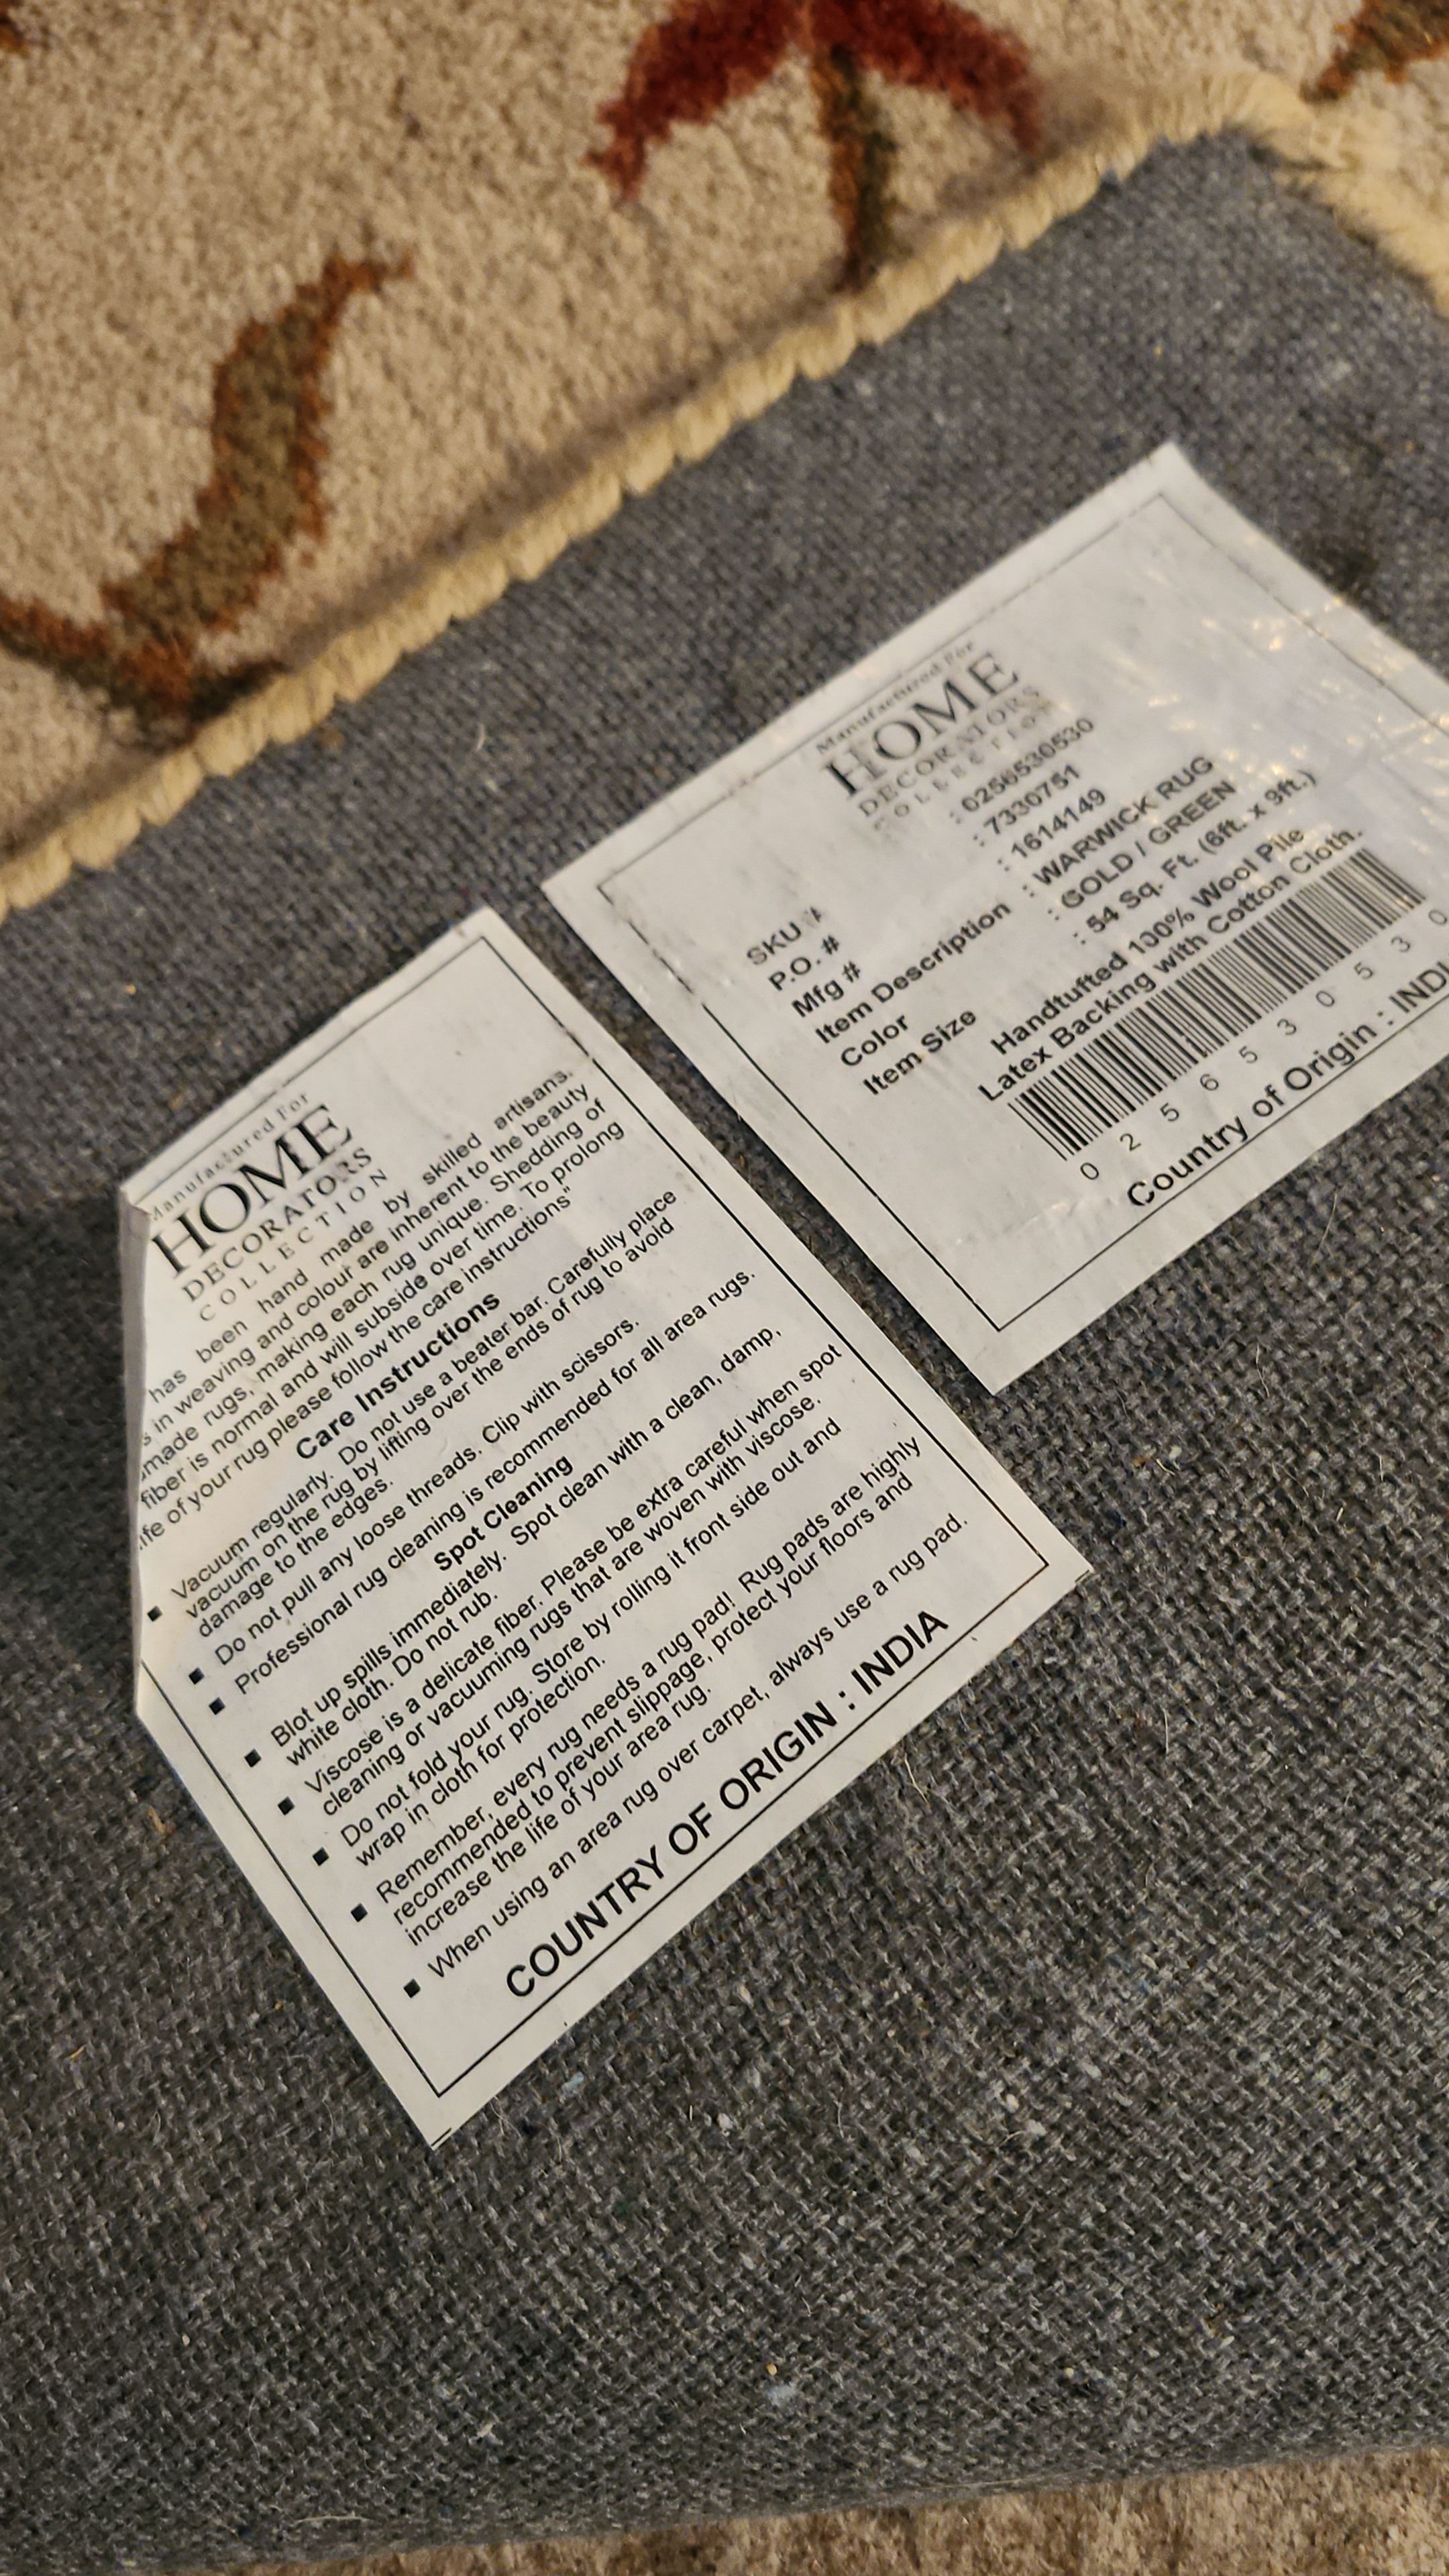 Manufactured For
HOME
DECORATORS
COLLECTION
has been hand made by skilled artisans.
in weaving and colour are inherent to the beauty
made rugs, making each rug unique. Shedding of
fiber is normal and will subside over time. To prolong
life of your rug please follow the care instructions"
Care Instructions
▪ Vacuum regularly. Do not use a beater bar. Carefully place
vacuum on the rug by lifting over the ends of rug to avoid
damage to the edges.
▪ Do not pull any loose threads. Clip with scissors.
▪ Professional rug cleaning is recommended for all area rugs.
Spot Cleaning
▪ Blot up spills immediately. Spot clean with a clean, damp,
white cloth. Do not rub.
▪ Viscose is a delicate fiber. Please be extra careful when spot
cleaning or vacuuming rugs that are woven with viscose.
▪ Do not fold your rug. Store by rolling it front side out and
wrap in cloth for protection.
▪ Remember, every rug needs a rug pad! Rug pads are highly
recommended to prevent slippage, protect your floors and
increase the life of your area rug.
▪ When using an area rug over carpet, always use a rug pad.
COUNTRY OF ORIGIN : INDIA
Manufactured For
HOME
DECORATORS
COLLECTION
SKU # : 0256530530
P.O. # : 7330751
Mfg # : 1614149
Item Description : WARWICK RUG
Color : GOLD / GREEN
Item Size : 54 Sq. Ft. (6ft. x 9ft.)
Handtufted 100% Wool Pile
Latex Backing with Cotton Cloth.
0 2 5 6 5 3 0 5 3 0
Country of Origin : INDI